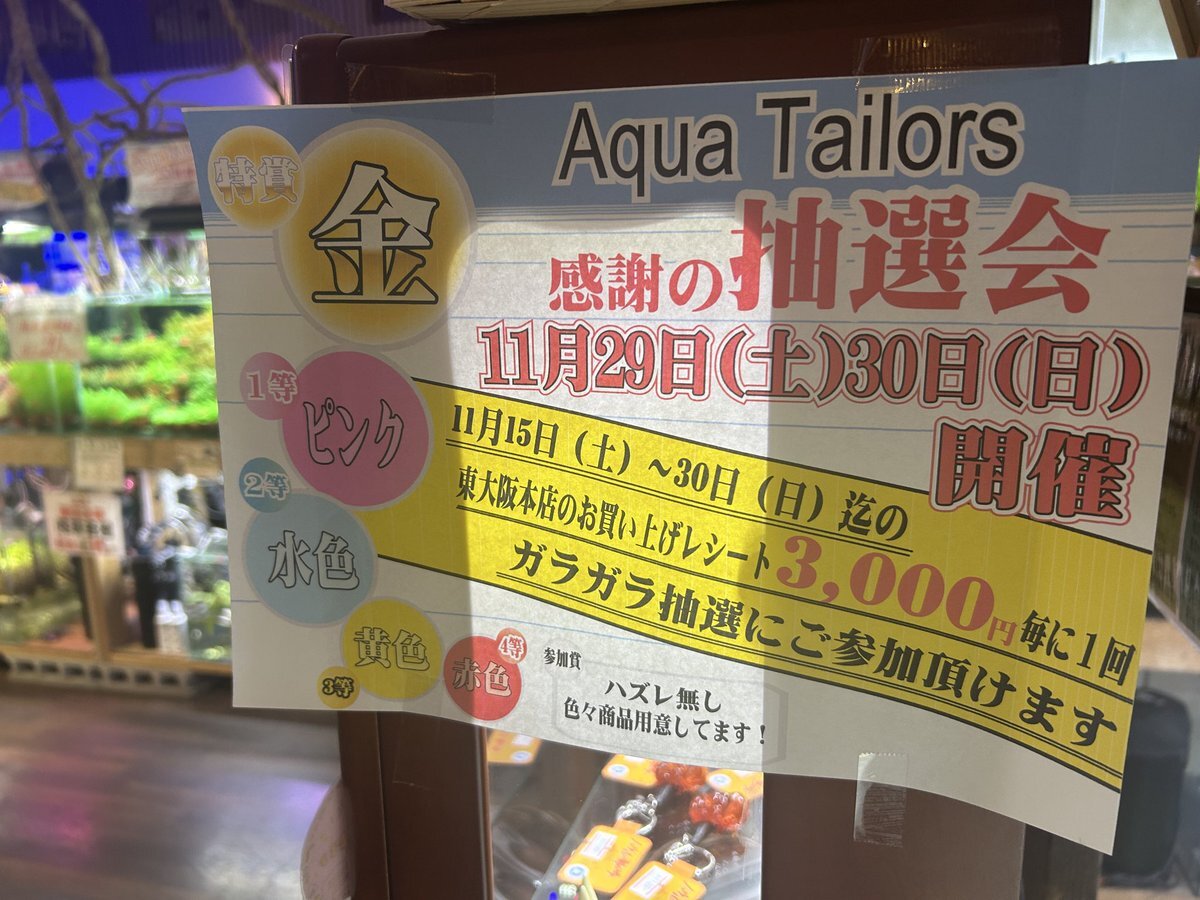 Aqua Tailors
感謝の抽選会
11月29日(土)30日(日)
開催
特賞
金
1等
ピンク
2等
水色
3等
黄色
4等
赤色
11月15日（土）～30日（日）迄の
東大阪本店のお買い上げレシート3,000円毎に1回
ガラガラ抽選にご参加頂けます
参加賞
ハズレ無し
色々商品用意してます！